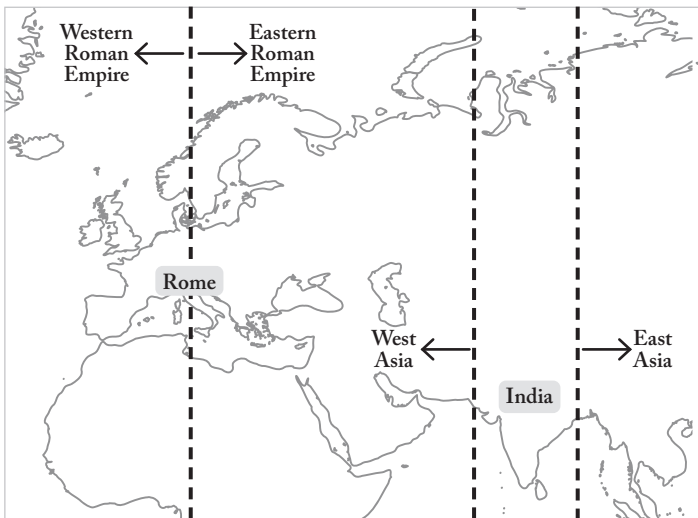 Western
Roman
Empire
Eastern
Roman
Empire
Rome
West
Asia
East
Asia
India